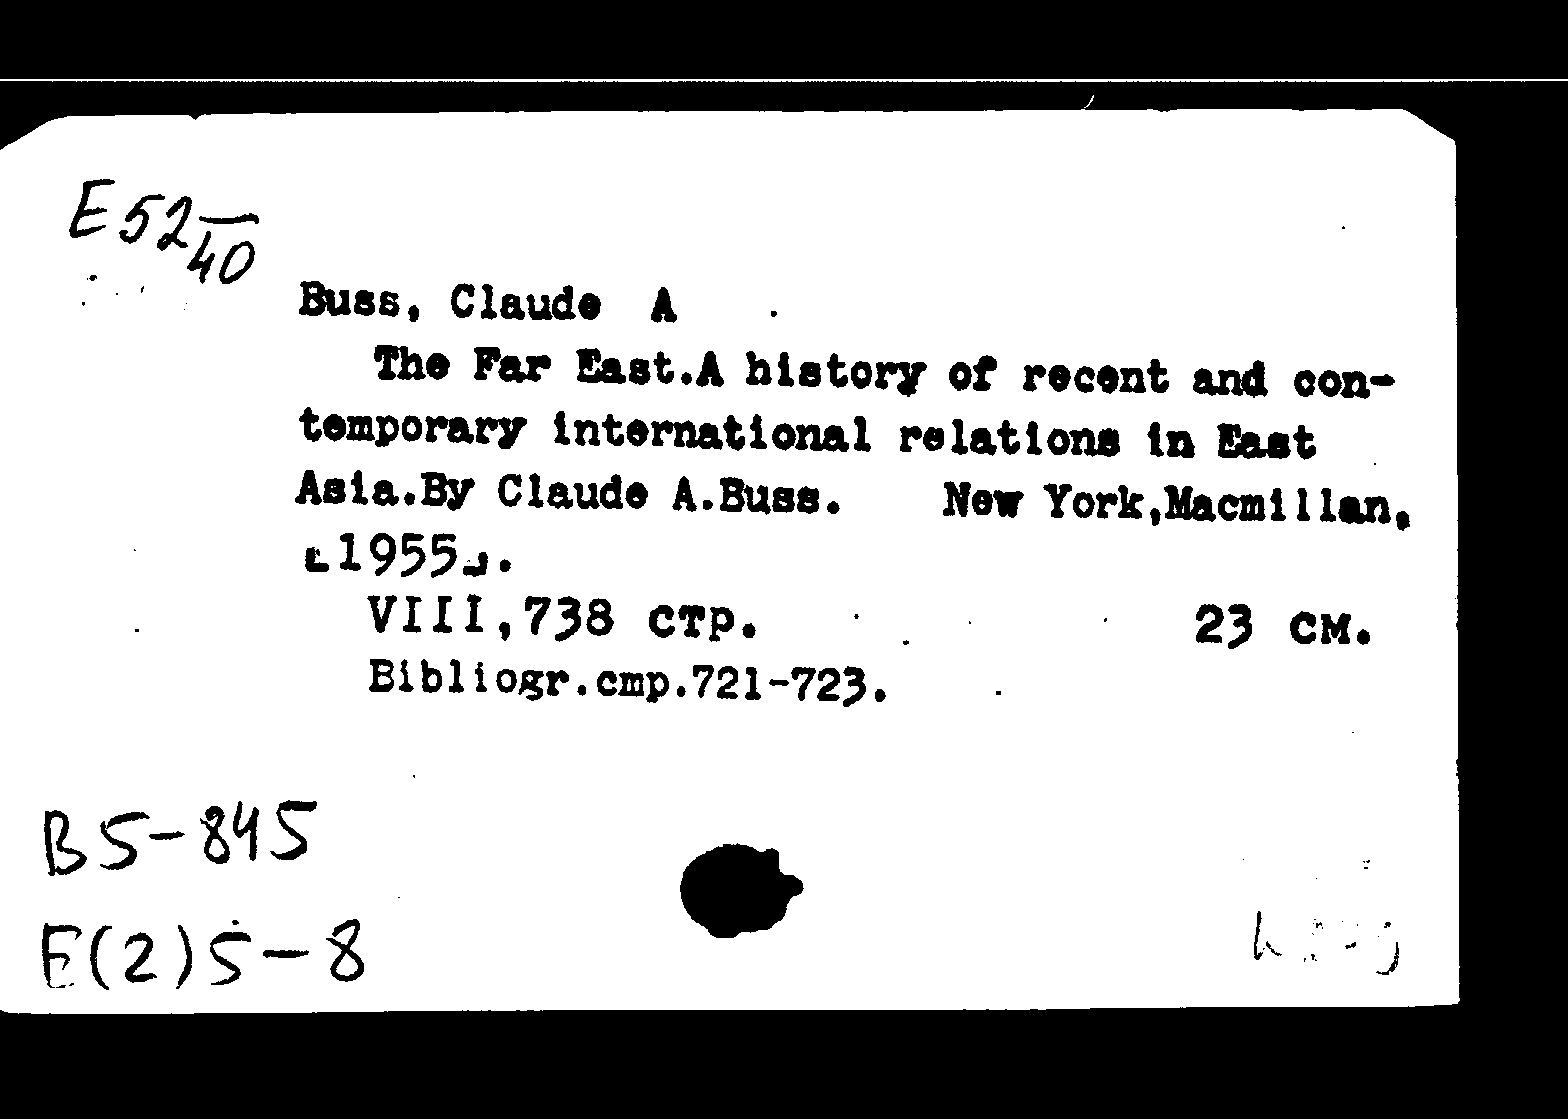 E 52
40
Buss, Claude A
The Far East.A history of recent and con-
temporary international relations in East
Asia.By Claude A.Buss. New York,Macmillan,
[1955].
VIII,738 стр. 23 см.
Bibliogr.cmp.721-723.
B5-845
E(2)5-8